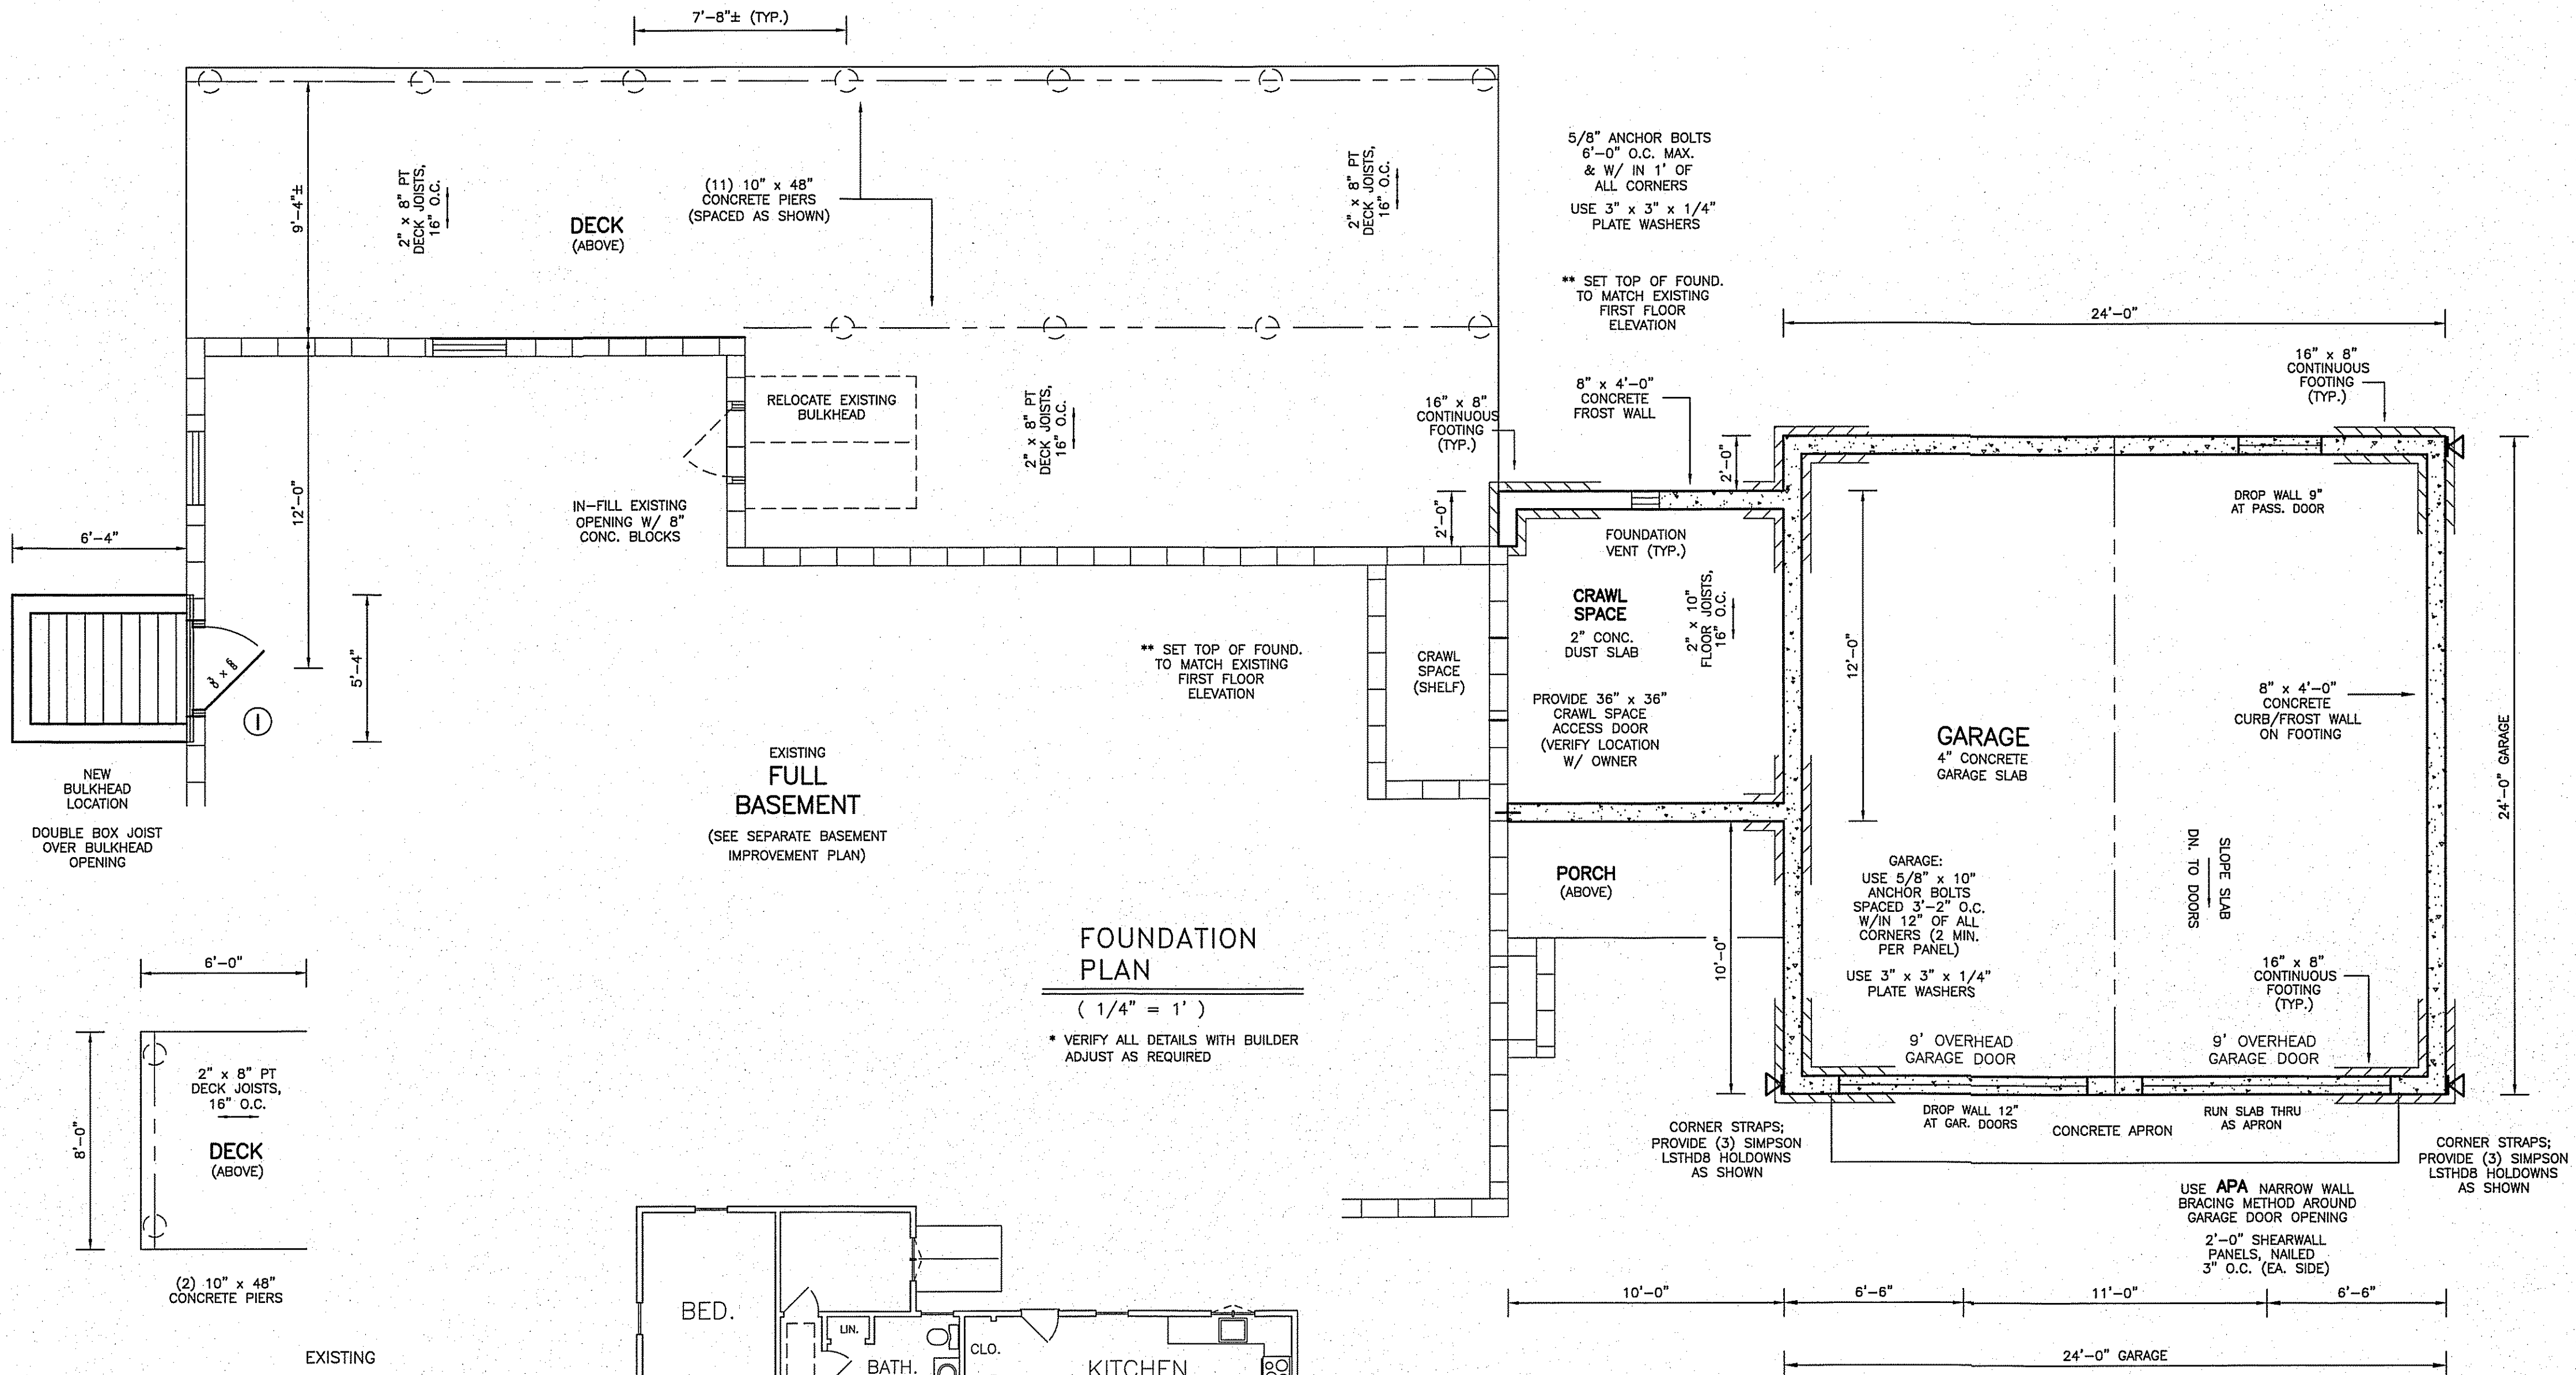 7'-8"± (TYP.)
9'-4"±
2" x 8" PT
DECK JOISTS,
16" O.C.
DECK
(ABOVE)
(11) 10" x 48"
CONCRETE PIERS
(SPACED AS SHOWN)
2" x 8" PT
DECK JOISTS,
16" O.C.
5/8" ANCHOR BOLTS
6'-0" O.C. MAX.
& W/ IN 1' OF
ALL CORNERS
USE 3" x 3" x 1/4"
PLATE WASHERS
** SET TOP OF FOUND.
TO MATCH EXISTING
FIRST FLOOR
ELEVATION
24'-0"
16" x 8"
CONTINUOUS
FOOTING
(TYP.)
8" x 4'-0"
CONCRETE
FROST WALL
16" x 8"
CONTINUOUS
FOOTING
(TYP.)
RELOCATE EXISTING
BULKHEAD
2" x 8" PT
DECK JOISTS,
16" O.C.
2'-0"
2'-0"
12'-0"
IN-FILL EXISTING
OPENING W/ 8"
CONC. BLOCKS
6'-4"
5'-4"
NEW
BULKHEAD
LOCATION
DOUBLE BOX JOIST
OVER BULKHEAD
OPENING
** SET TOP OF FOUND.
TO MATCH EXISTING
FIRST FLOOR
ELEVATION
CRAWL
SPACE
(SHELF)
FOUNDATION
VENT (TYP.)
CRAWL
SPACE
2" CONC.
DUST SLAB
2" x 10"
FLOOR JOISTS,
16" O.C.
PROVIDE 36" x 36"
CRAWL SPACE
ACCESS DOOR
(VERIFY LOCATION
W/ OWNER
12'-0"
DROP WALL 9"
AT PASS. DOOR
8" x 4'-0"
CONCRETE
CURB/FROST WALL
ON FOOTING
GARAGE
4" CONCRETE
GARAGE SLAB
24'-0" GARAGE
EXISTING
FULL
BASEMENT
(SEE SEPARATE BASEMENT
IMPROVEMENT PLAN)
PORCH
(ABOVE)
10'-0"
GARAGE:
USE 5/8" x 10"
ANCHOR BOLTS
SPACED 3'-2" O.C.
W/IN 12" OF ALL
CORNERS (2 MIN.
PER PANEL)
USE 3" x 3" x 1/4"
PLATE WASHERS
SLOPE SLAB
DN. TO DOORS
16" x 8"
CONTINUOUS
FOOTING
(TYP.)
9' OVERHEAD
GARAGE DOOR
9' OVERHEAD
GARAGE DOOR
FOUNDATION
PLAN
( 1/4" = 1' )
* VERIFY ALL DETAILS WITH BUILDER
ADJUST AS REQUIRED
6'-0"
8'-0"
2" x 8" PT
DECK JOISTS,
16" O.C.
DECK
(ABOVE)
(2) 10" x 48"
CONCRETE PIERS
EXISTING
DROP WALL 12"
AT GAR. DOORS
CONCRETE APRON
RUN SLAB THRU
AS APRON
CORNER STRAPS;
PROVIDE (3) SIMPSON
LSTHD8 HOLDOWNS
AS SHOWN
CORNER STRAPS;
PROVIDE (3) SIMPSON
LSTHD8 HOLDOWNS
AS SHOWN
USE APA NARROW WALL
BRACING METHOD AROUND
GARAGE DOOR OPENING
2'-0" SHEARWALL
PANELS, NAILED
3" O.C. (EA. SIDE)
10'-0"
6'-6"
11'-0"
6'-6"
24'-0" GARAGE
BED.
LIN.
BATH.
CLO.
KITCHEN